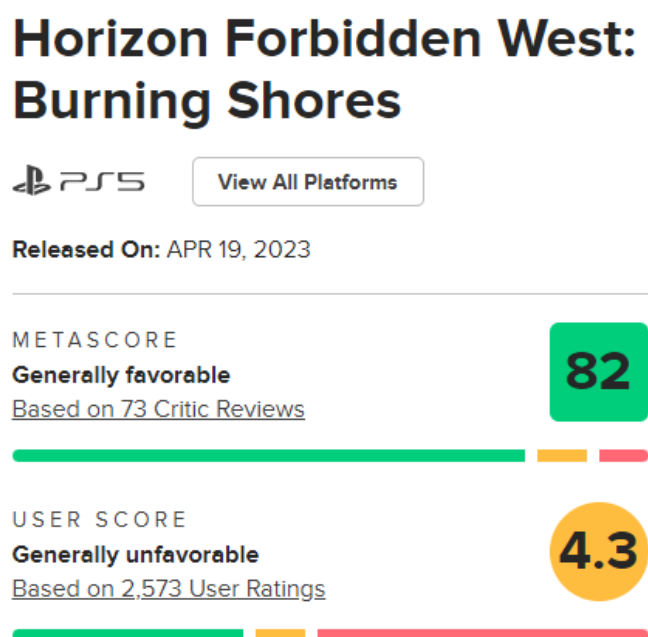 Horizon Forbidden West:
Burning Shores
PS5 View All Platforms
Released On: APR 19, 2023
METASCORE
Generally favorable
Based on 73 Critic Reviews
82
USER SCORE
Generally unfavorable
Based on 2,573 User Ratings
4.3